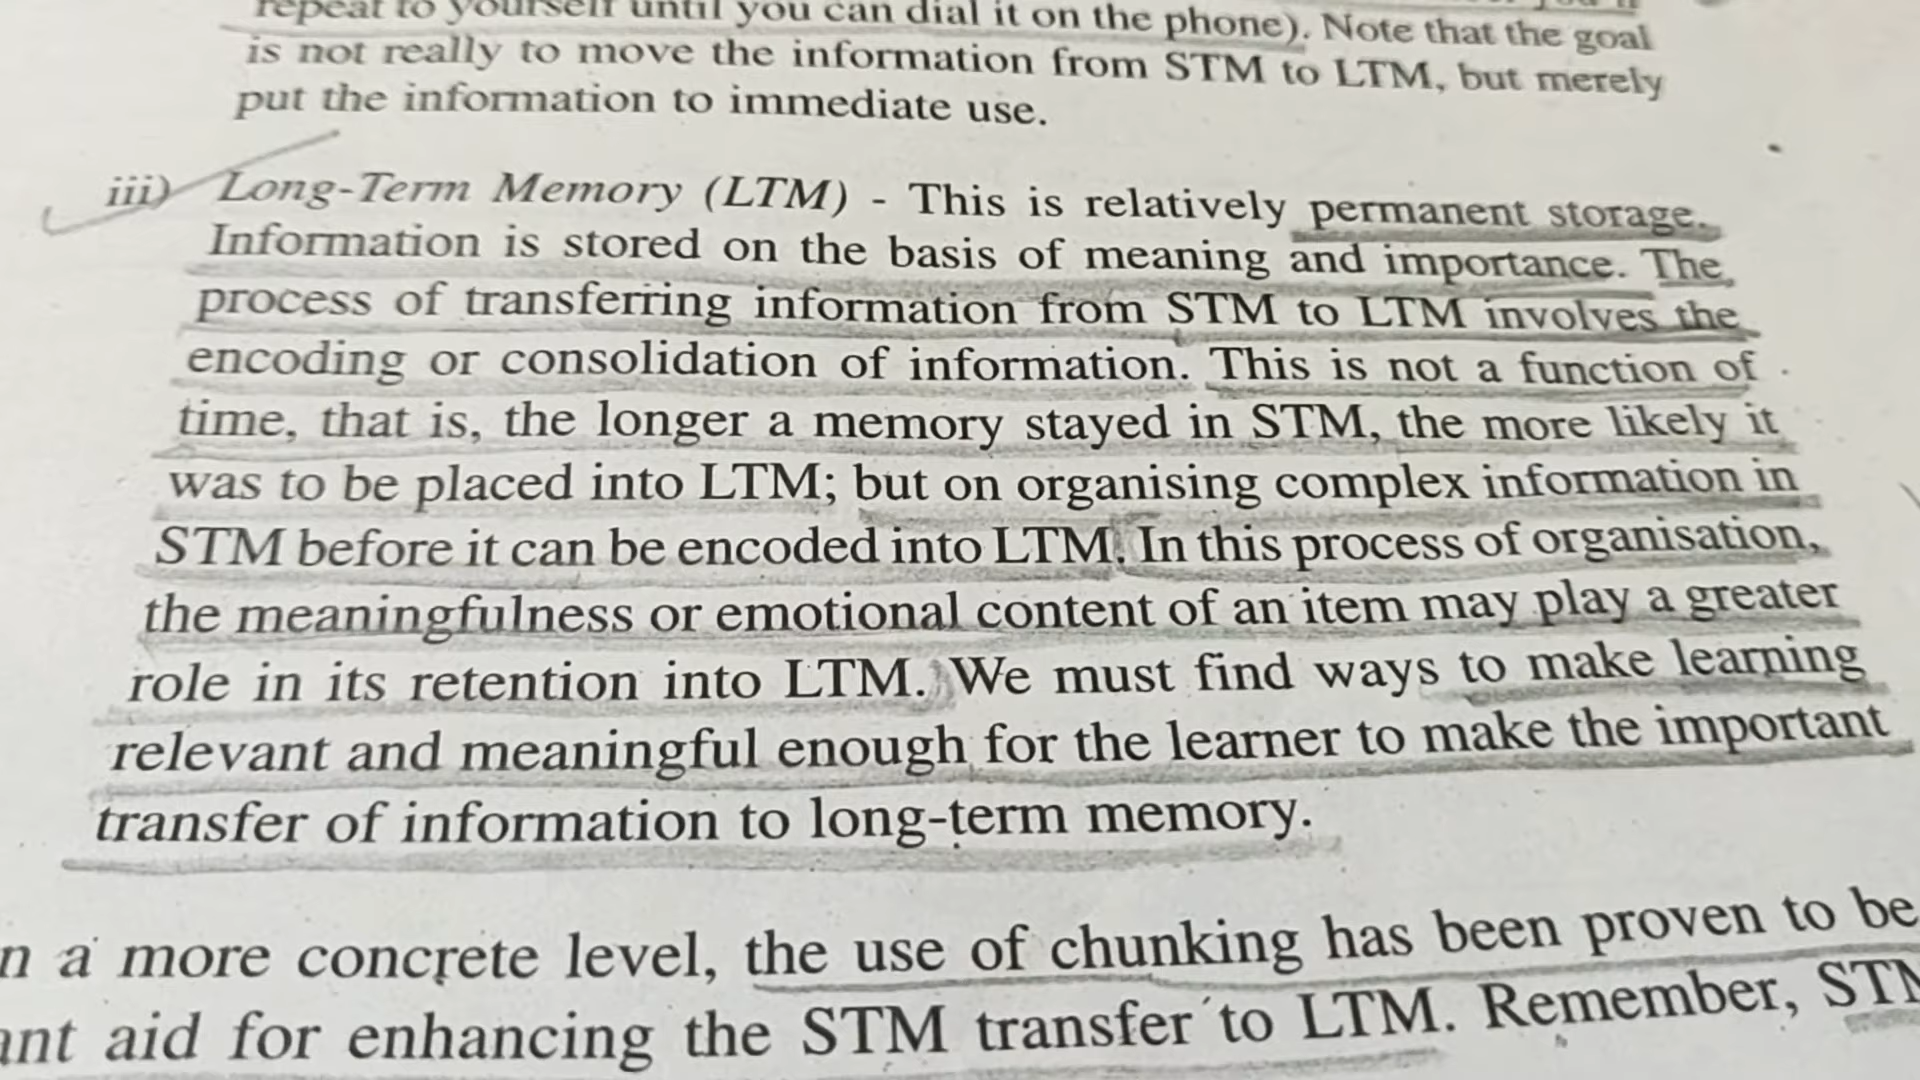 repeat to yourself until you can dial it on the phone). Note that the goal
is not really to move the information from STM to LTM, but merely
put the information to immediate use.
iii) Long-Term Memory (LTM) - This is relatively permanent storage.
Information is stored on the basis of meaning and importance. The
process of transferring information from STM to LTM involves the
encoding or consolidation of information. This is not a function of
time, that is, the longer a memory stayed in STM, the more likely it
was to be placed into LTM; but on organising complex information in
STM before it can be encoded into LTM. In this process of organisation,
the meaningfulness or emotional content of an item may play a greater
role in its retention into LTM. We must find ways to make learning
relevant and meaningful enough for the learner to make the important
transfer of information to long-term memory.
a more concrete level, the use of chunking has been proven to be
aid for enhancing the STM transfer to LTM. Remember, STM